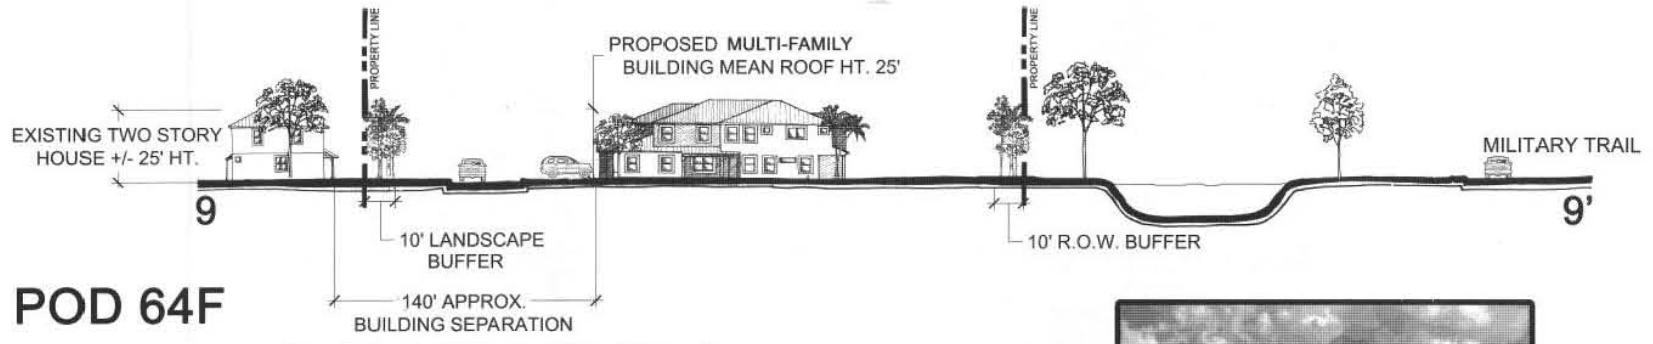 PROPERTY LINE
PROPERTY LINE
PROPOSED MULTI-FAMILY
BUILDING MEAN ROOF HT. 25'
EXISTING TWO STORY
HOUSE +/- 25' HT.
MILITARY TRAIL
9
9'
10' LANDSCAPE
BUFFER
10' R.O.W. BUFFER
140' APPROX.
BUILDING SEPARATION
POD 64F